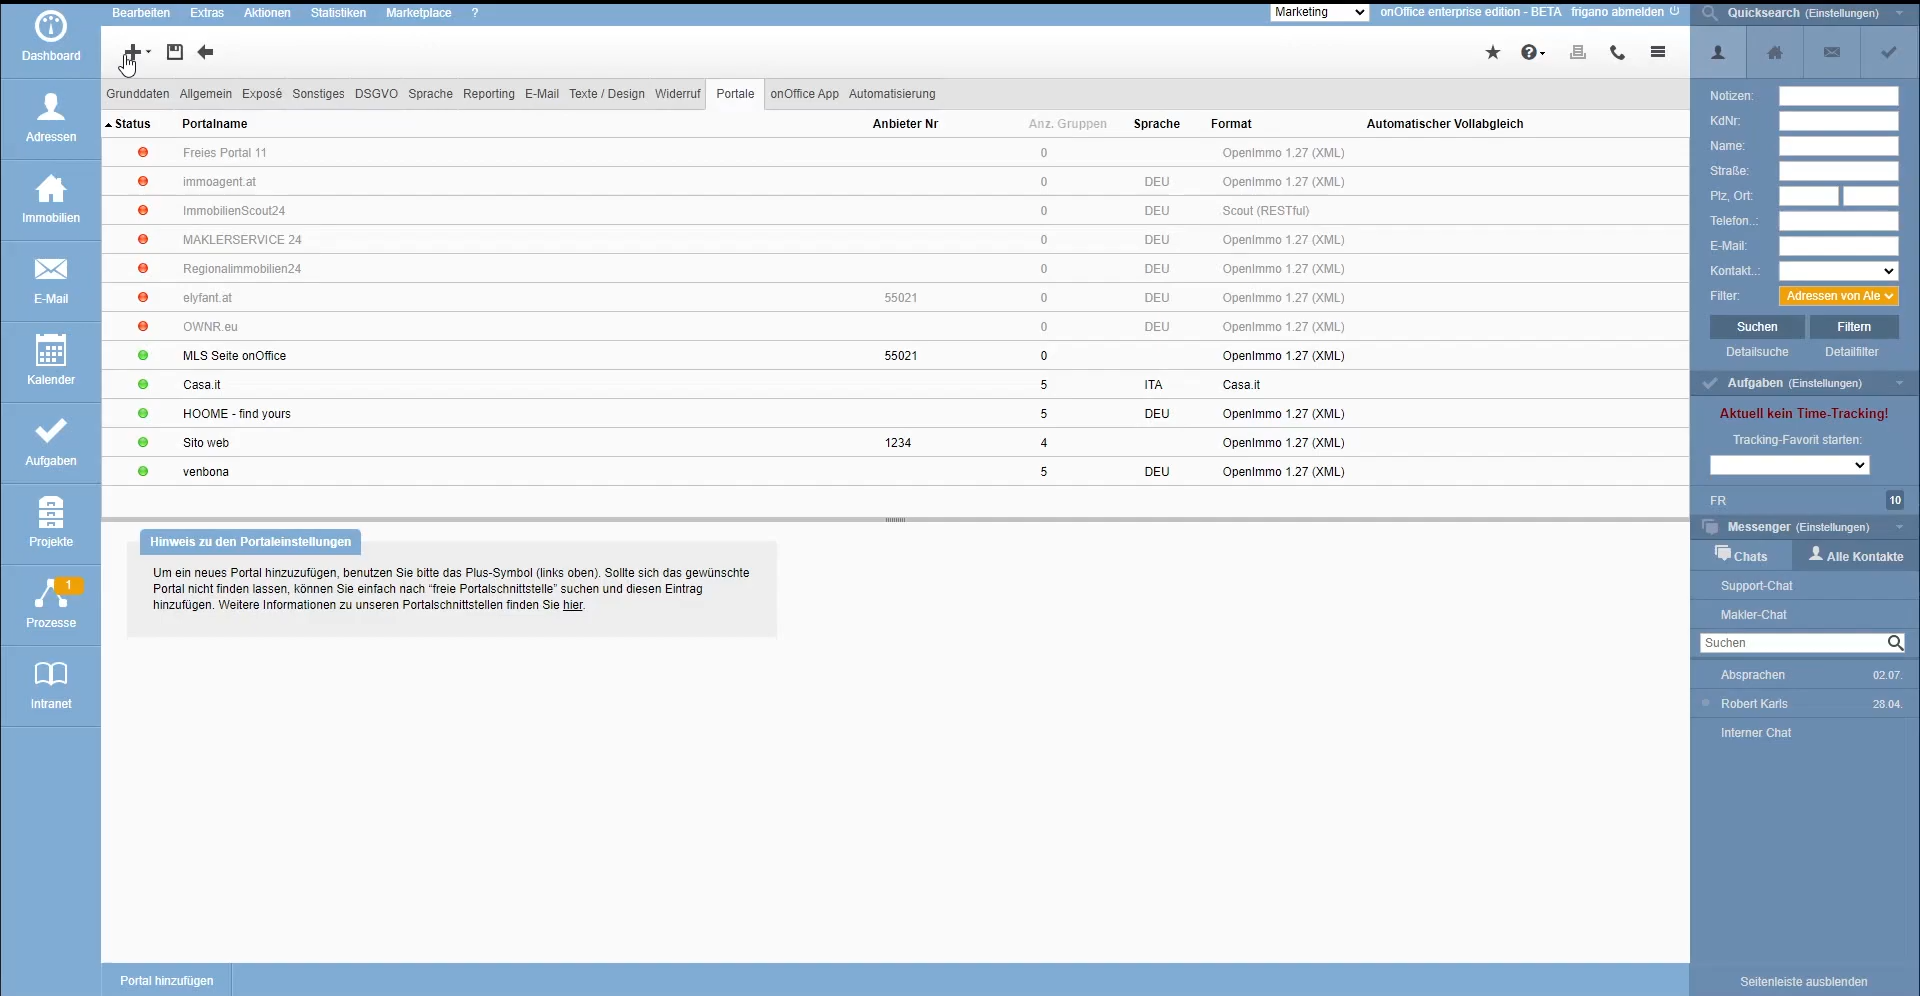 Bearbeiten Extras Aktionen Statistiken Marketplace ?
Marketing onOffice enterprise edition - BETA frigano abmelden
Quicksearch (Einstellungen)
Dashboard
Adressen
Immobilien
E-Mail
Kalender
Aufgaben
Projekte
1
Prozesse
Intranet
Grunddaten Allgemein Exposé Sonstiges DSGVO Sprache Reporting E-Mail Texte / Design Widerruf Portale onOffice App Automatisierung
Status Portalname Anbieter Nr Anz. Gruppen Sprache Format Automatischer Vollabgleich
Freies Portal 11 0 OpenImmo 1.27 (XML)
immoagent.at 0 DEU OpenImmo 1.27 (XML)
ImmobilienScout24 0 DEU Scout (RESTful)
MAKLERSERVICE 24 0 DEU OpenImmo 1.27 (XML)
Regionalimmobilien24 0 DEU OpenImmo 1.27 (XML)
elyfant.at 55021 0 DEU OpenImmo 1.27 (XML)
OWNR.eu 0 DEU OpenImmo 1.27 (XML)
MLS Seite onOffice 55021 0 OpenImmo 1.27 (XML)
Casa.it 5 ITA Casa.it
HOOME - find yours 5 DEU OpenImmo 1.27 (XML)
Sito web 1234 4 OpenImmo 1.27 (XML)
venbona 5 DEU OpenImmo 1.27 (XML)
Hinweis zu den Portaleinstellungen
Um ein neues Portal hinzuzufügen, benutzen Sie bitte das Plus-Symbol (links oben). Sollte sich das gewünschte
Portal nicht finden lassen, können Sie einfach nach “freie Portalschnittstelle” suchen und diesen Eintrag
hinzufügen. Weitere Informationen zu unseren Portalschnittstellen finden Sie hier.
Portal hinzufügen
Notizen:
KdNr:
Name:
Straße:
Plz, Ort:
Telefon..:
E-Mail:
Kontakt..:
Filter: Adressen von Ale
Suchen Filtern
Detailsuche Detailfilter
Aufgaben (Einstellungen)
Aktuell kein Time-Tracking!
Tracking-Favorit starten:
FR 10
Messenger (Einstellungen)
Chats Alle Kontakte
Support-Chat
Makler-Chat
Suchen
Absprachen 02.07.
Robert Karls 28.04.
Interner Chat
Seitenleiste ausblenden